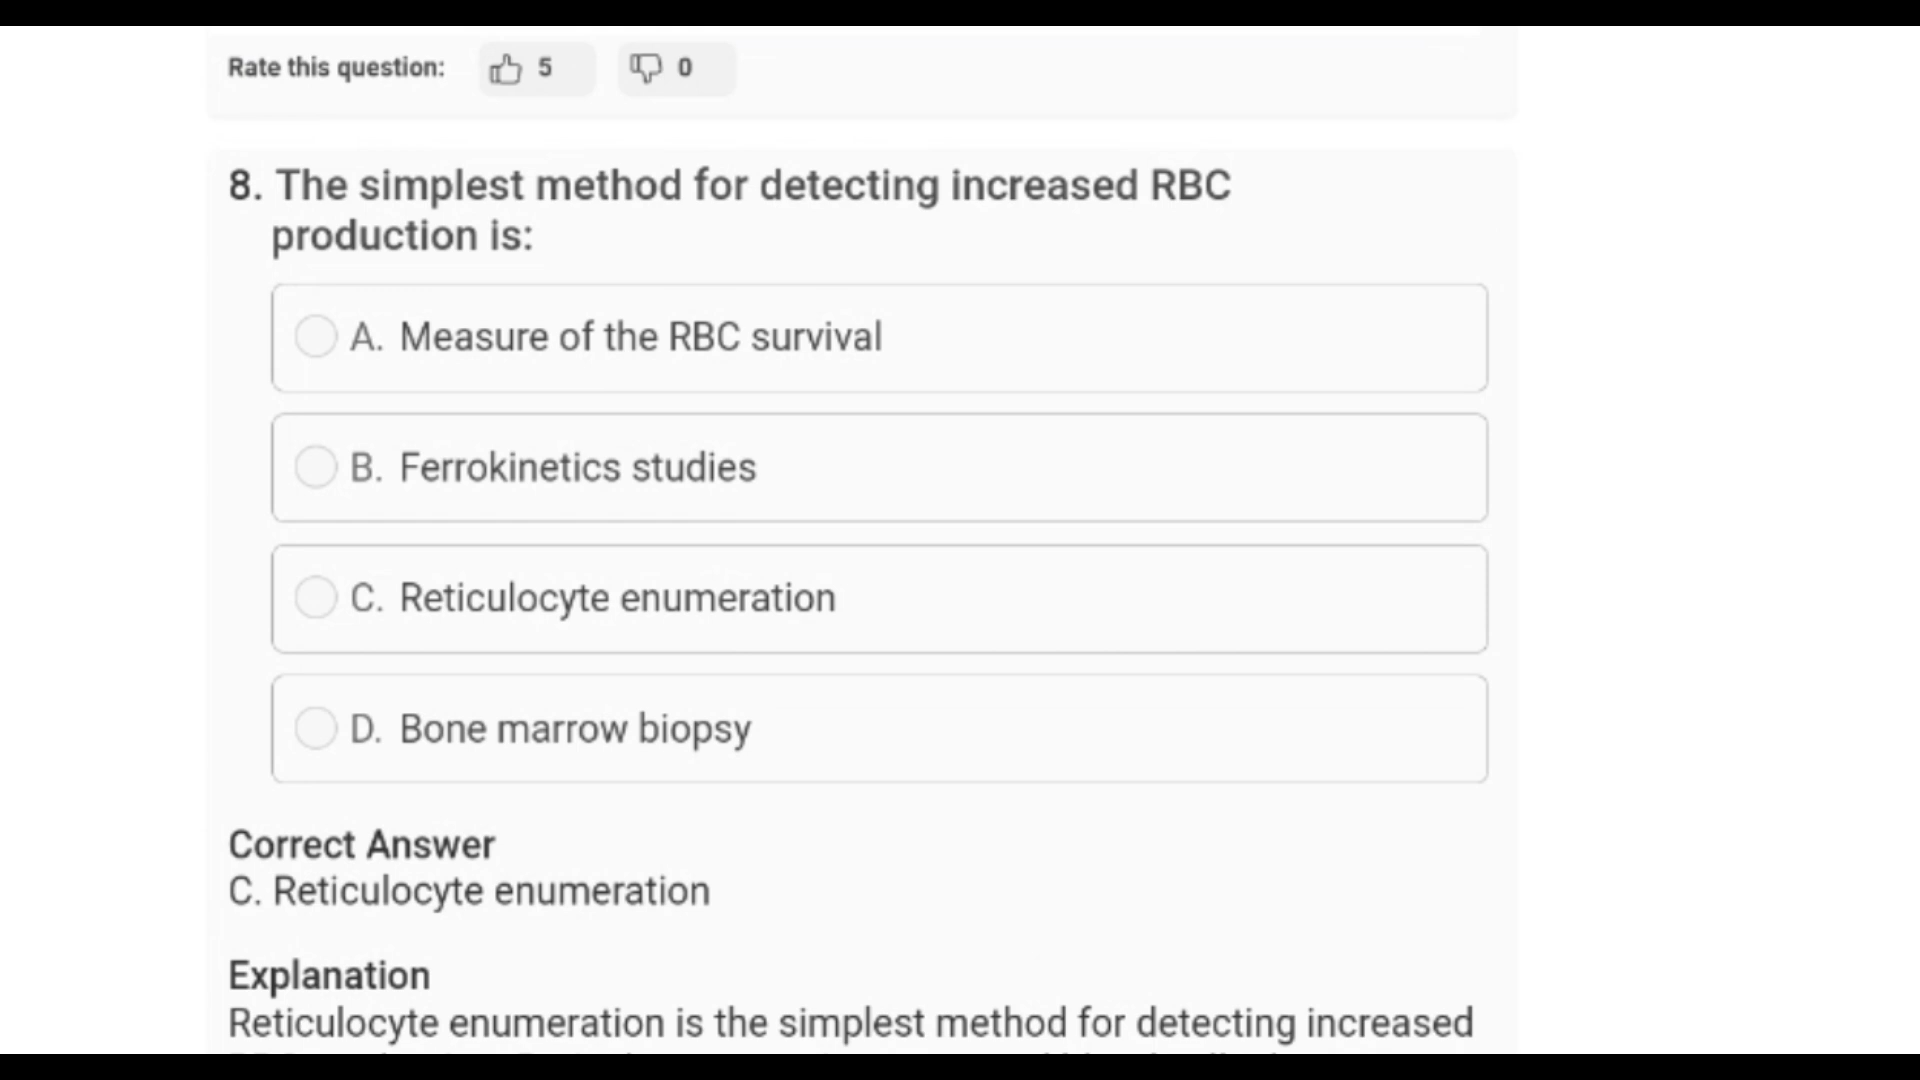 Rate this question: 5 0
8. The simplest method for detecting increased RBC
production is:
A. Measure of the RBC survival
B. Ferrokinetics studies
C. Reticulocyte enumeration
D. Bone marrow biopsy
Correct Answer
C. Reticulocyte enumeration
Explanation
Reticulocyte enumeration is the simplest method for detecting increased